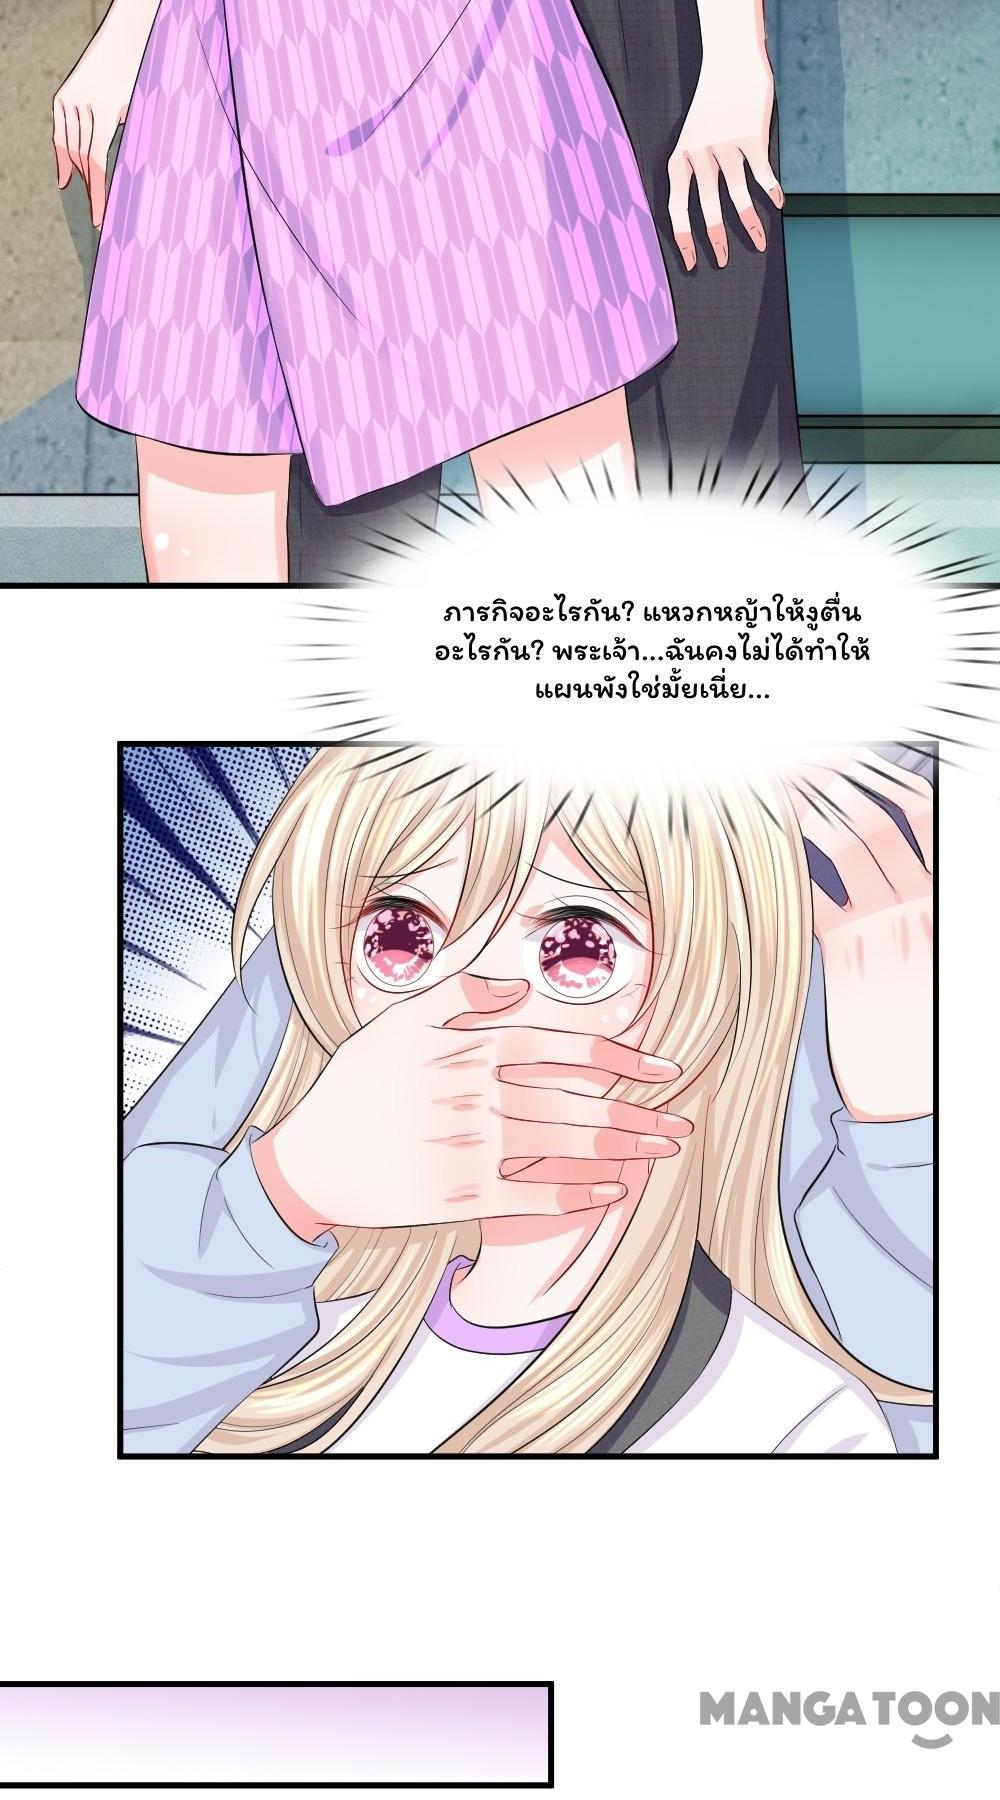 ภารกิจอะไรกัน? แหวกหญ้าให้งูตื่น
อะไรกัน? พระเจ้า...ฉันคงไม่ได้ทำให้
แผนพังใช่มั้ยเนี่ย...
MANGATOON